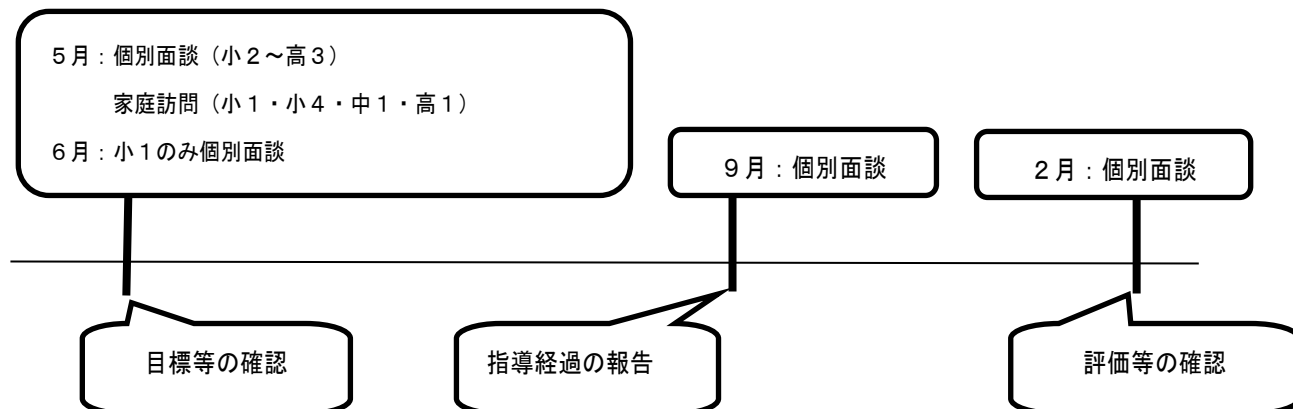 ５月：個別面談（小２～高３）
家庭訪問（小１・小４・中１・高１）
６月：小１のみ個別面談
９月：個別面談
２月：個別面談
目標等の確認
指導経過の報告
評価等の確認